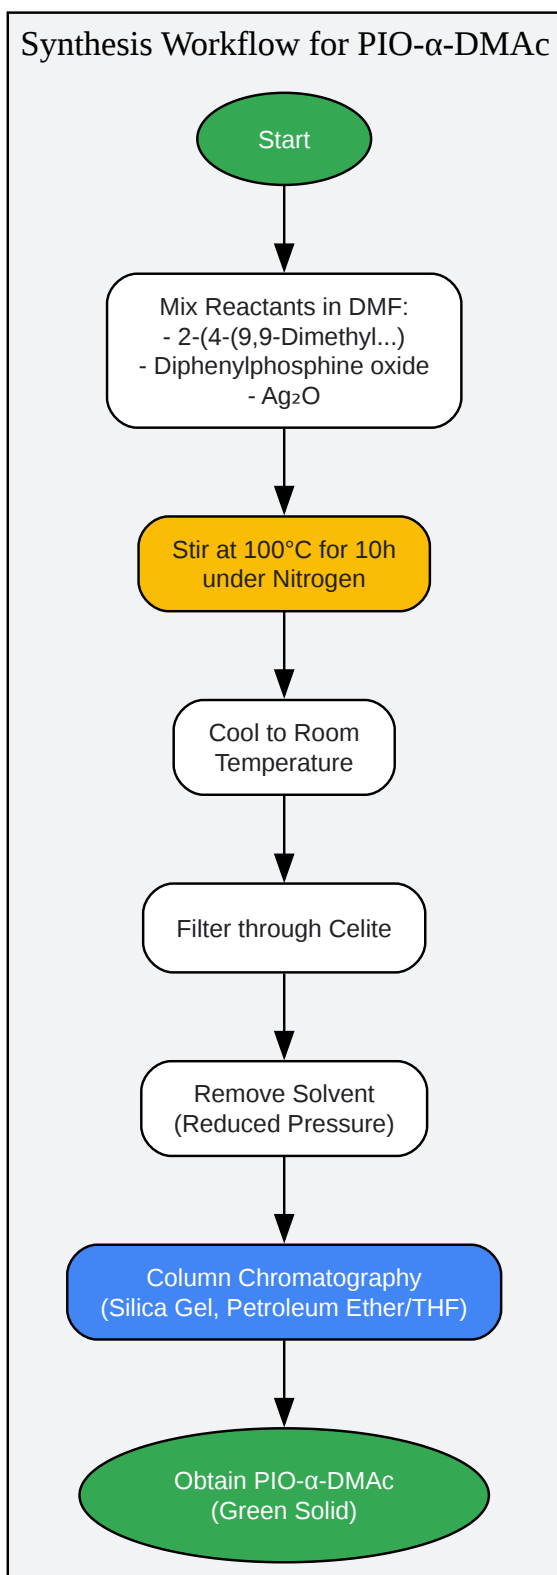 Synthesis Workflow for PIO-α-DMAc
Start
Mix Reactants in DMF:
- 2-(4-(9,9-Dimethyl...)
- Diphenylphosphine oxide
- Ag₂O
Stir at 100°C for 10h
under Nitrogen
Cool to Room
Temperature
Filter through Celite
Remove Solvent
(Reduced Pressure)
Column Chromatography
(Silica Gel, Petroleum Ether/THF)
Obtain PIO-α-DMAc
(Green Solid)